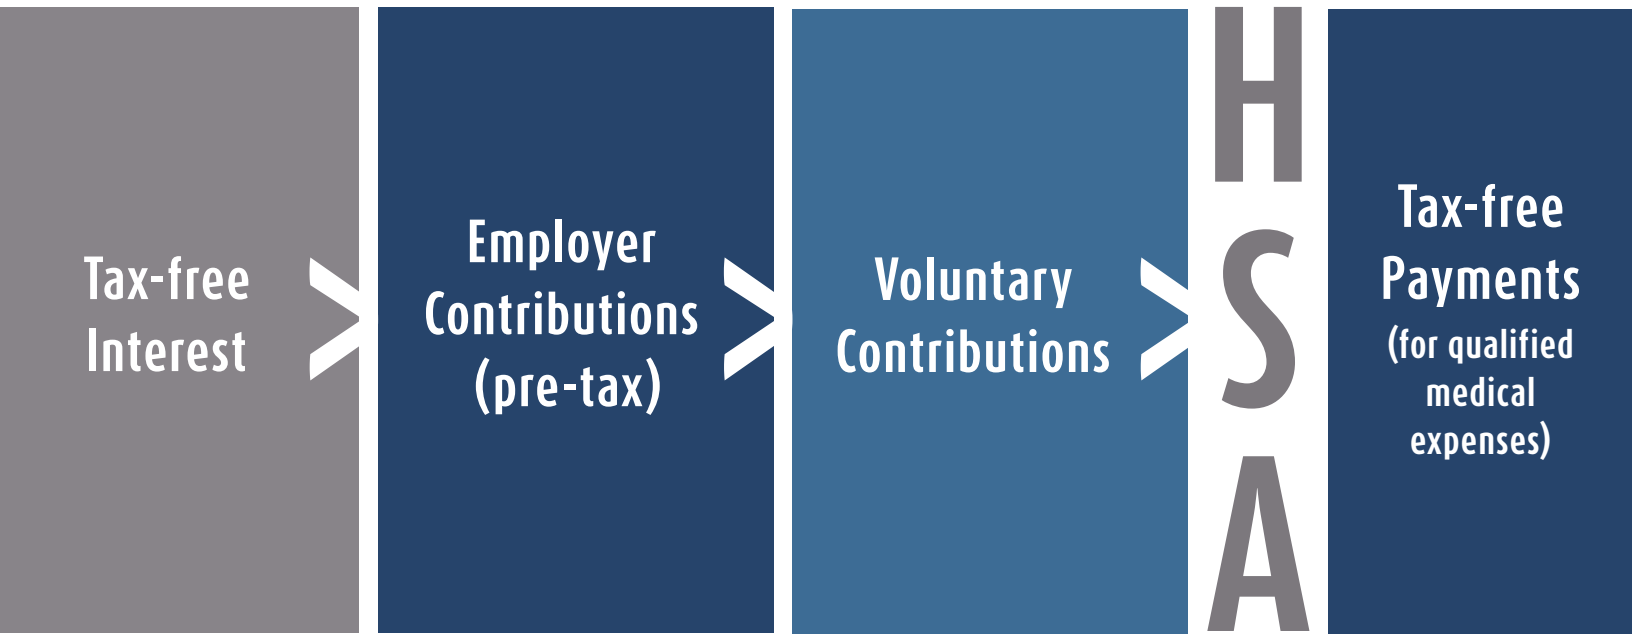 Tax-free
Interest
>
Employer
Contributions
(pre-tax)
>
Voluntary
Contributions
>
H
S
A
Tax-free
Payments
(for qualified
medical
expenses)